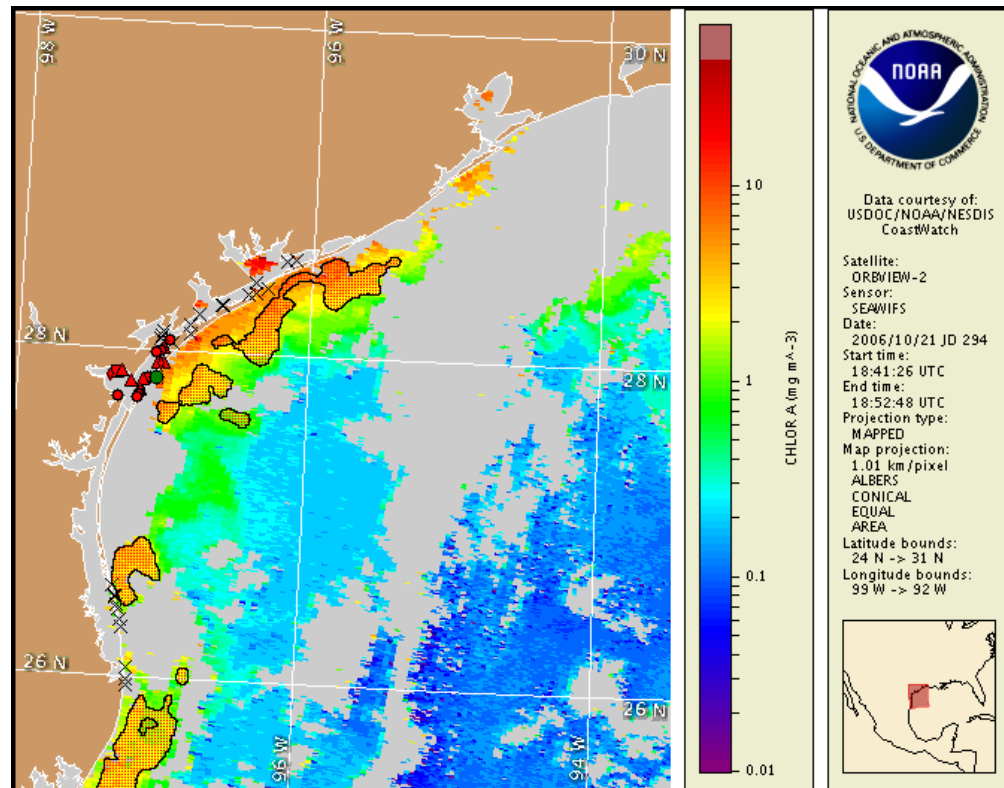 98 W
96 W
30 N
28 N
28 N
26 N
26 N
96 W
94 W
10
1
0.1
0.01
CHLOR A (mg m^-3)
NATIONAL OCEANIC AND ATMOSPHERIC ADMINISTRATION
NOAA
U.S. DEPARTMENT OF COMMERCE
Data courtesy of:
USDOC/NOAA/NESDIS
CoastWatch
Satellite:
ORBVIEW-2
Sensor:
SEAWIFS
Date:
2006/10/21 JD 294
Start time:
18:41:26 UTC
End time:
18:52:48 UTC
Projection type:
MAPPED
Map projection:
1.01 km/pixel
ALBERS
CONICAL
EQUAL
AREA
Latitude bounds:
24 N -> 31 N
Longitude bounds:
99 W -> 92 W